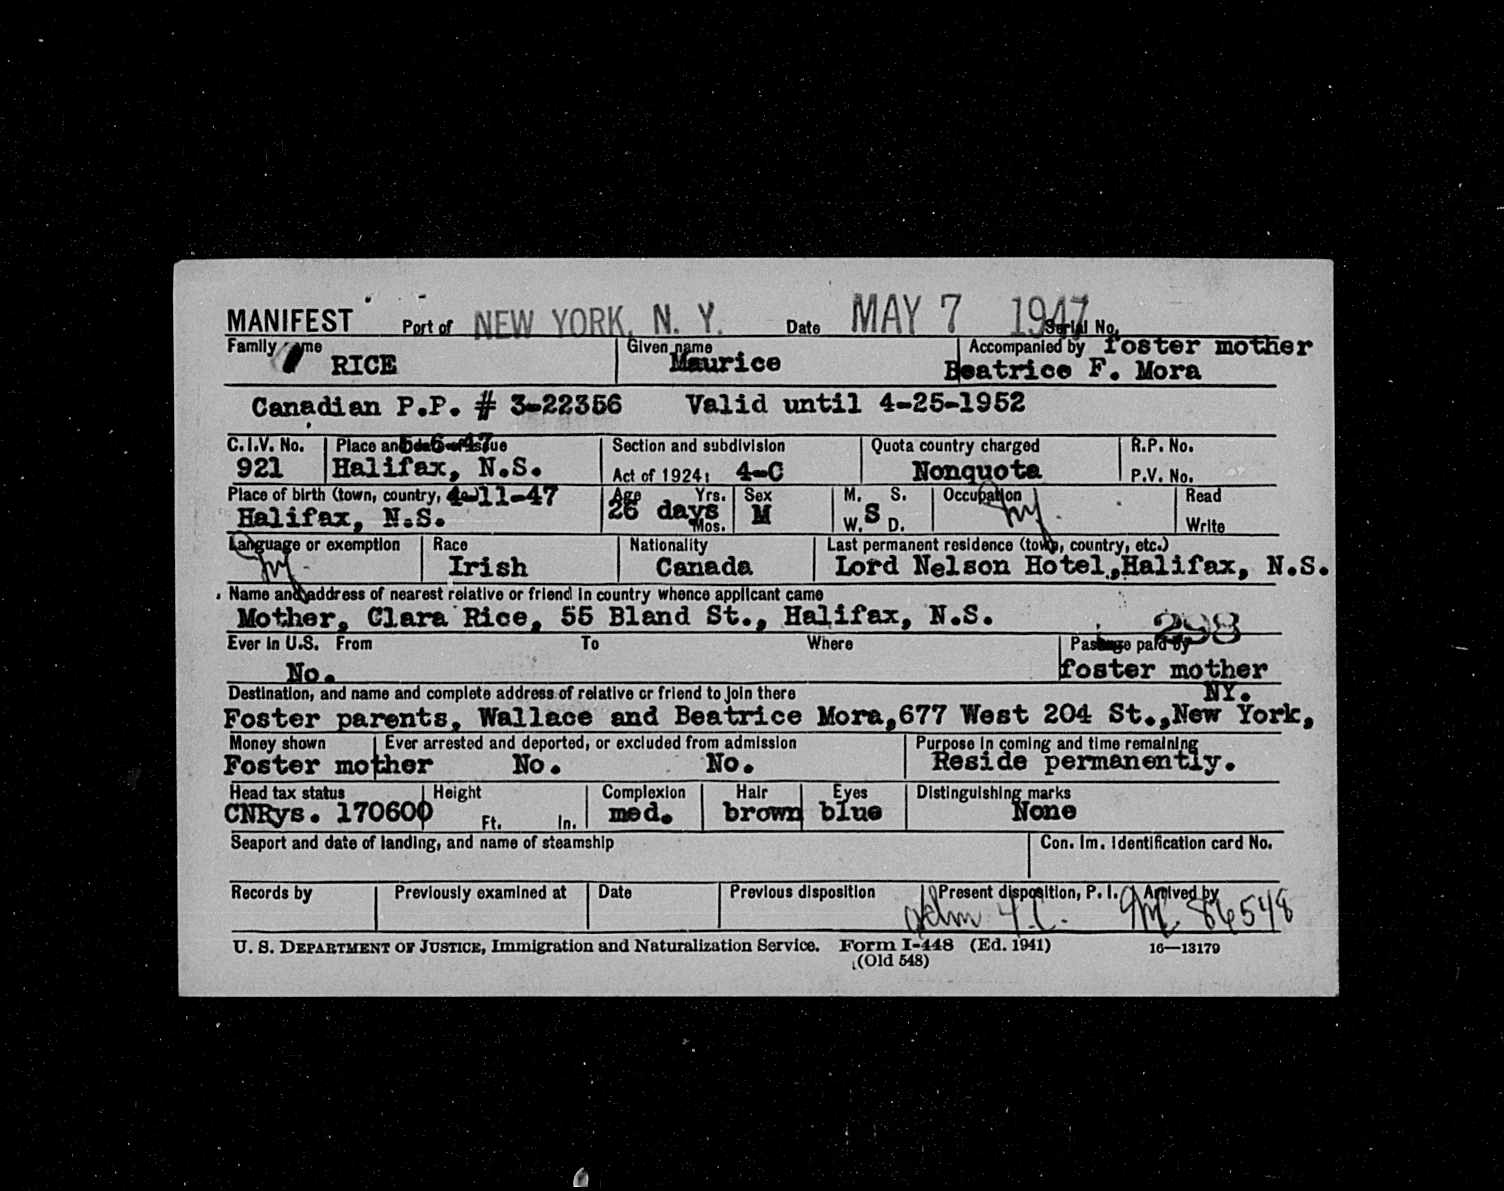 MANIFEST Port of NEW YORK, N. Y. Date MAY 7 1947 Serial No.
Family name RICE Given name Maurice Accompanied by foster mother
Beatrice F. Mora
Canadian P.P. # 3-22356 Valid until 4-25-1952
C.I.V. No. Place and date of issue 5-6-47 Section and subdivision Quota country charged R.P. No.
921 Halifax, N.S. Act of 1924: 4-C Nonquota P.V. No.
Place of birth (town, country, 4-11-47 Age Yrs. Sex M. S. Occupation Read
Halifax, N.S. 26 days Mos. M W. S D. Write
Language or exemption Race Nationality Last permanent residence (town, country, etc.)
Irish Canada Lord Nelson Hotel, Halifax, N.S.
Name and address of nearest relative or friend in country whence applicant came
Mother, Clara Rice, 55 Bland St., Halifax, N.S. 298
Ever in U.S. From To Where Passage paid by
No. foster mother
Destination, and name and complete address of relative or friend to join there NY.
Foster parents, Wallace and Beatrice Mora,677 West 204 St.,New York,
Money shown Ever arrested and deported, or excluded from admission Purpose in coming and time remaining
Foster mother No. No. Reside permanently.
Head tax status Height Complexion Hair Eyes Distinguishing marks
CNRys. 170600 Ft. In. med. brown blue None
Seaport and date of landing, and name of steamship Con. Im. Identification card No.
Records by Previously examined at Date Previous disposition Present disposition, P. I. Arrived by
86548
U. S. DEPARTMENT OF JUSTICE, Immigration and Naturalization Service. Form I-448 (Ed. 1941) 16—13179
(Old 548)